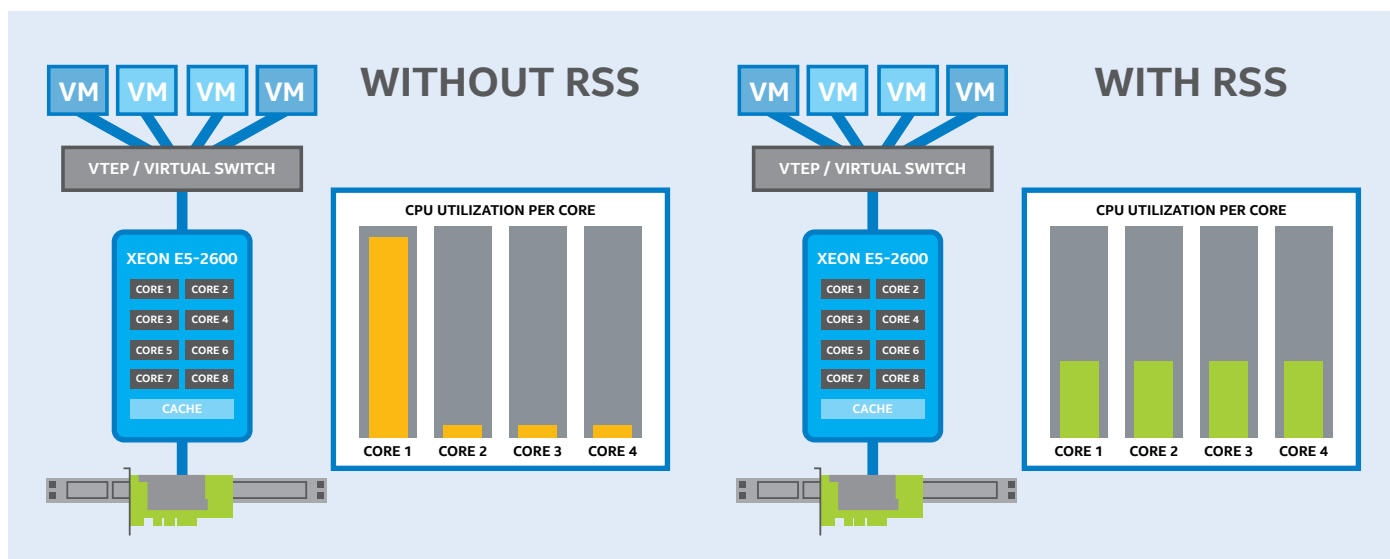 WITHOUT RSS
VM VM VM VM
VTEP / VIRTUAL SWITCH
XEON E5-2600
CORE 1 CORE 2
CORE 3 CORE 4
CORE 5 CORE 6
CORE 7 CORE 8
CACHE
CPU UTILIZATION PER CORE
CORE 1 CORE 2 CORE 3 CORE 4
WITH RSS
VM VM VM VM
VTEP / VIRTUAL SWITCH
XEON E5-2600
CORE 1 CORE 2
CORE 3 CORE 4
CORE 5 CORE 6
CORE 7 CORE 8
CACHE
CPU UTILIZATION PER CORE
CORE 1 CORE 2 CORE 3 CORE 4